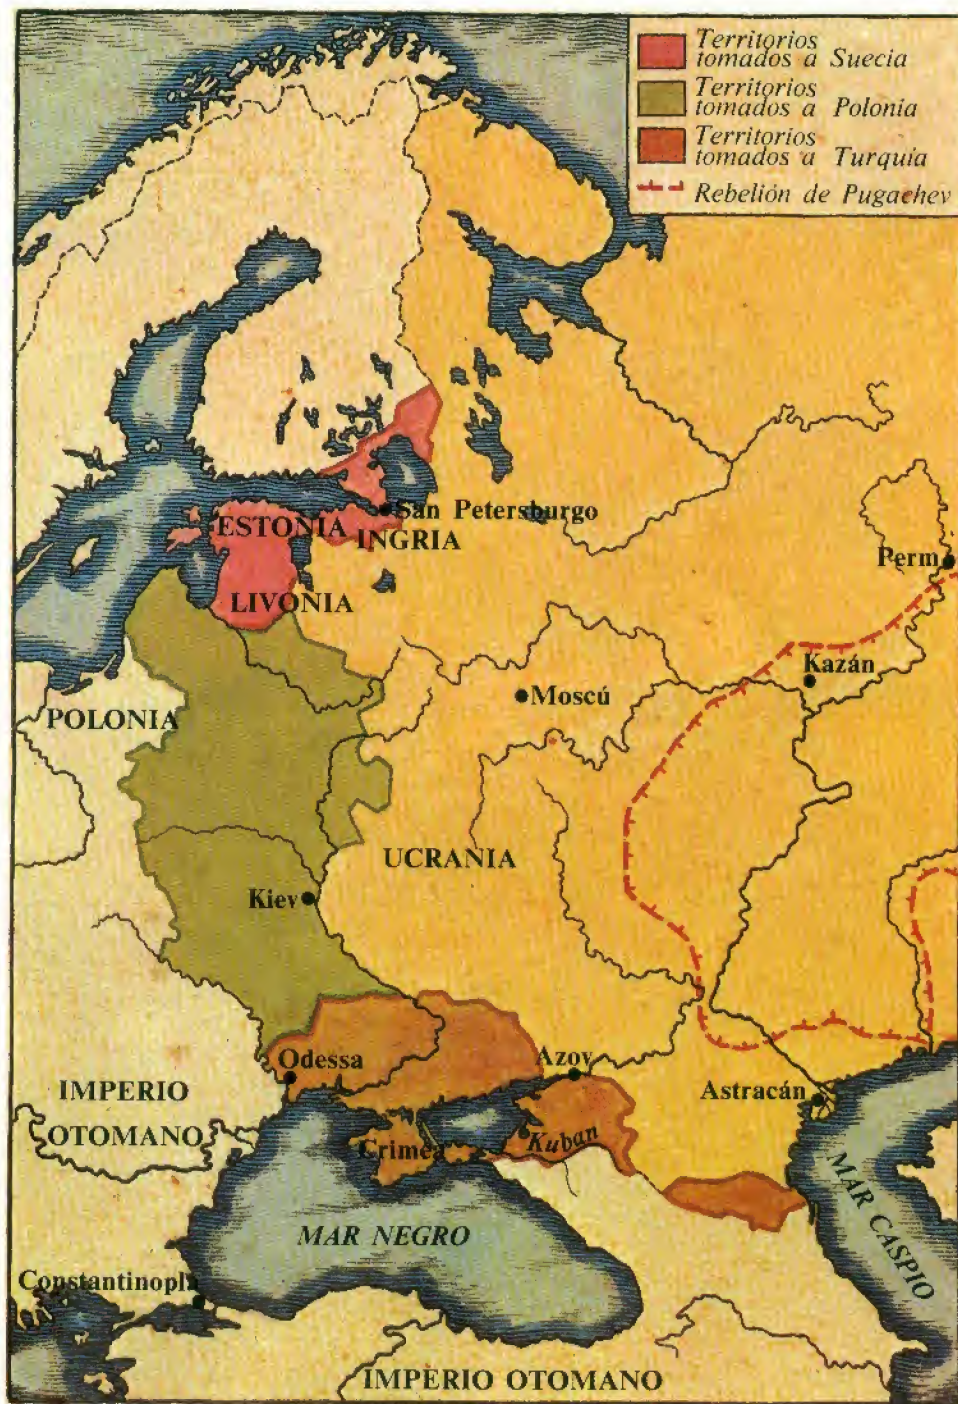 Territorios
tomados a Suecia
Territorios
tomados a Polonia
Territorios
tomados a Turquía
Rebelión de Pugachev
San Petersburgo
ESTONIA
INGRIA
Perm
LIVONIA
Kazán
Moscú
POLONIA
UCRANIA
Kiev
Odessa
Azov
Astracán
IMPERIO
OTOMANO
Crimea
Kuban
MAR NEGRO
MAR CASPIO
Constantinopla
IMPERIO OTOMANO